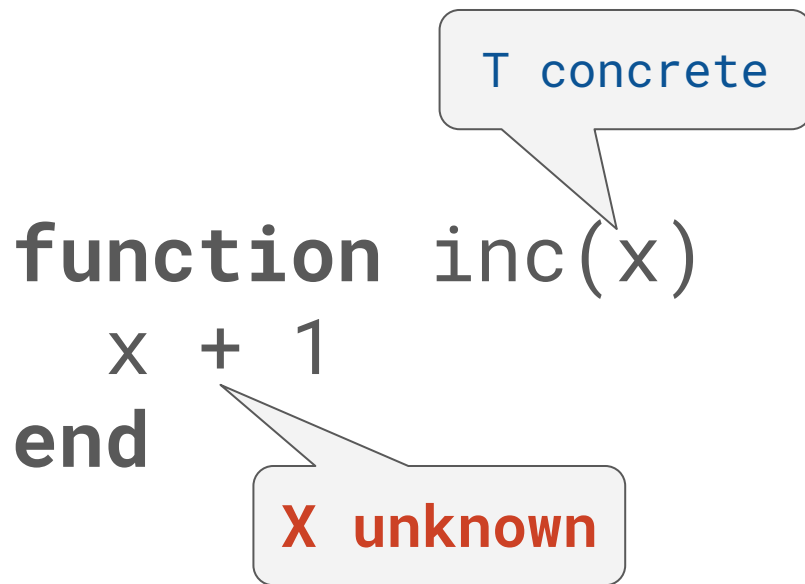 T concrete
function inc(x)
x + 1
end
X unknown